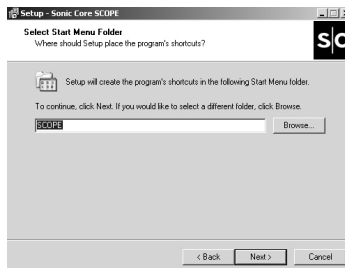 Setup - Sonic Core SCOPE
Select Start Menu Folder
Where should Setup place the program's shortcuts?
S|C
Setup will create the program's shortcuts in the following Start Menu folder.
To continue, click Next. If you would like to select a different folder, click Browse.
SCOPE
Browse...
< Back
Next >
Cancel